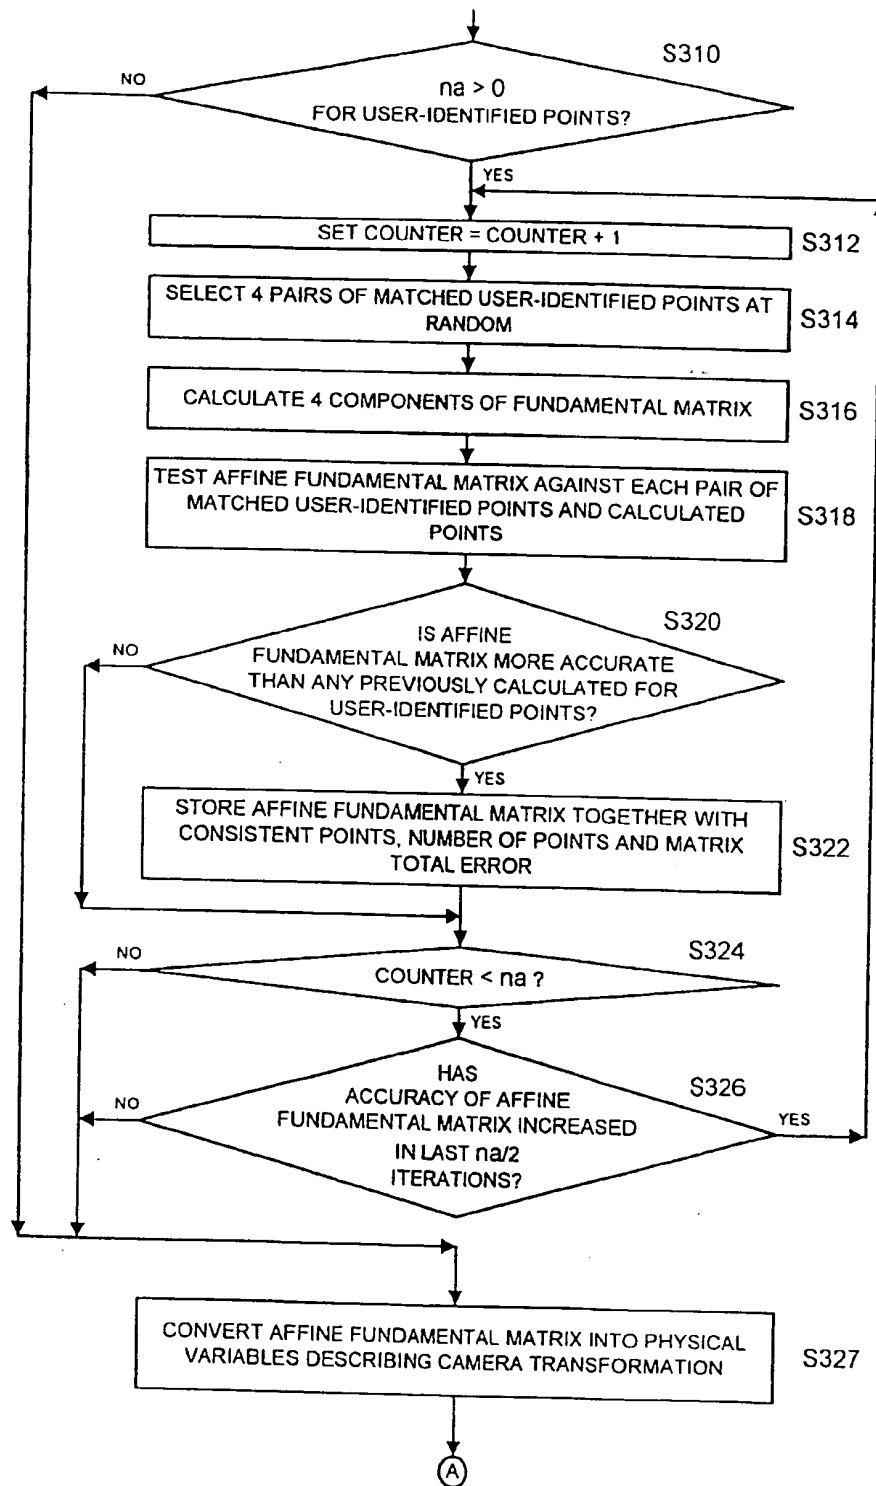 S310
NO
na > 0
FOR USER-IDENTIFIED POINTS?
YES
SET COUNTER = COUNTER + 1
S312
SELECT 4 PAIRS OF MATCHED USER-IDENTIFIED POINTS AT
RANDOM
S314
CALCULATE 4 COMPONENTS OF FUNDAMENTAL MATRIX
S316
TEST AFFINE FUNDAMENTAL MATRIX AGAINST EACH PAIR OF
MATCHED USER-IDENTIFIED POINTS AND CALCULATED
POINTS
S318
S320
NO
IS AFFINE
FUNDAMENTAL MATRIX MORE ACCURATE
THAN ANY PREVIOUSLY CALCULATED FOR
USER-IDENTIFIED POINTS?
YES
STORE AFFINE FUNDAMENTAL MATRIX TOGETHER WITH
CONSISTENT POINTS, NUMBER OF POINTS AND MATRIX
TOTAL ERROR
S322
S324
NO
COUNTER < na ?
YES
S326
HAS
ACCURACY OF AFFINE
FUNDAMENTAL MATRIX INCREASED
IN LAST na/2
ITERATIONS?
NO
YES
CONVERT AFFINE FUNDAMENTAL MATRIX INTO PHYSICAL
VARIABLES DESCRIBING CAMERA TRANSFORMATION
S327
A